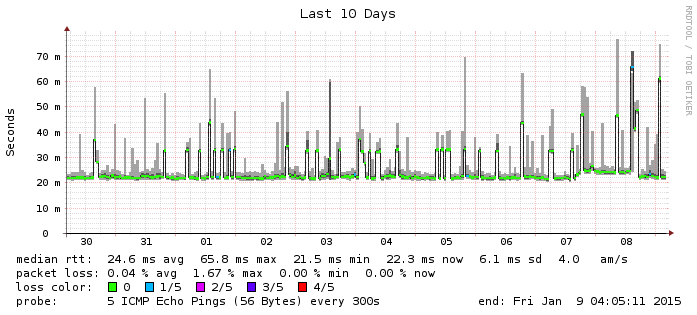 Last 10 Days
RRDTOOL / TOBI OETIKER
Seconds
70 m
60 m
50 m
40 m
30 m
20 m
10 m
0
30 31 01 02 03 04 05 06 07 08
median rtt: 24.6 ms avg 65.8 ms max 21.5 ms min 22.3 ms now 6.1 ms sd 4.0 am/s
packet loss: 0.04 % avg 1.67 % max 0.00 % min 0.00 % now
loss color: 0 1/5 2/5 3/5 4/5
probe: 5 ICMP Echo Pings (56 Bytes) every 300s end: Fri Jan 9 04:05:11 2015